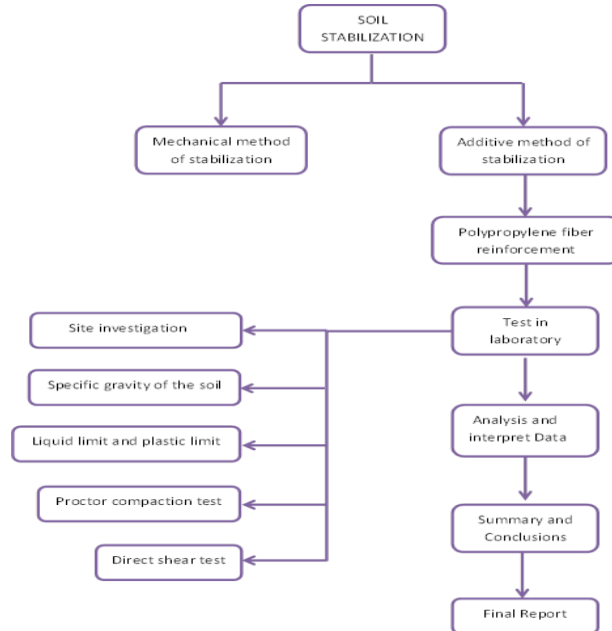 SOIL
STABILIZATION
Mechanical method
of stabilization
Additive method of
stabilization
Polypropylene fiber
reinforcement
Test in
laboratory
Site investigation
Specific gravity of the soil
Liquid limit and plastic limit
Proctor compaction test
Direct shear test
Analysis and
interpret Data
Summary and
Conclusions
Final Report